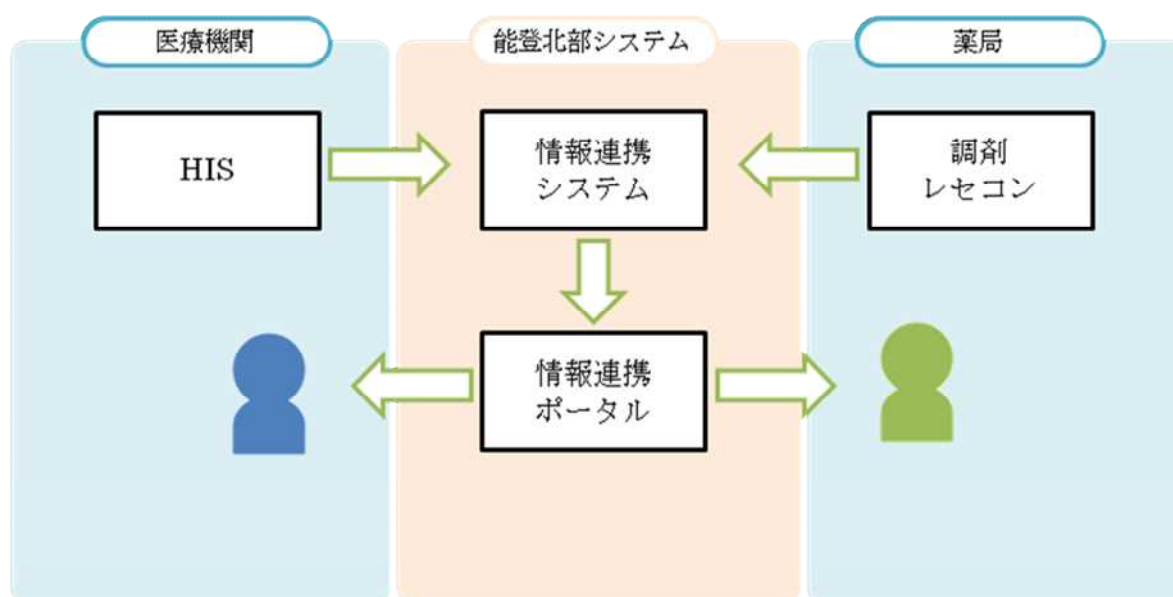 医療機関
能登北部システム
薬局
HIS
情報連携
システム
調剤
レセコン
情報連携
ポータル